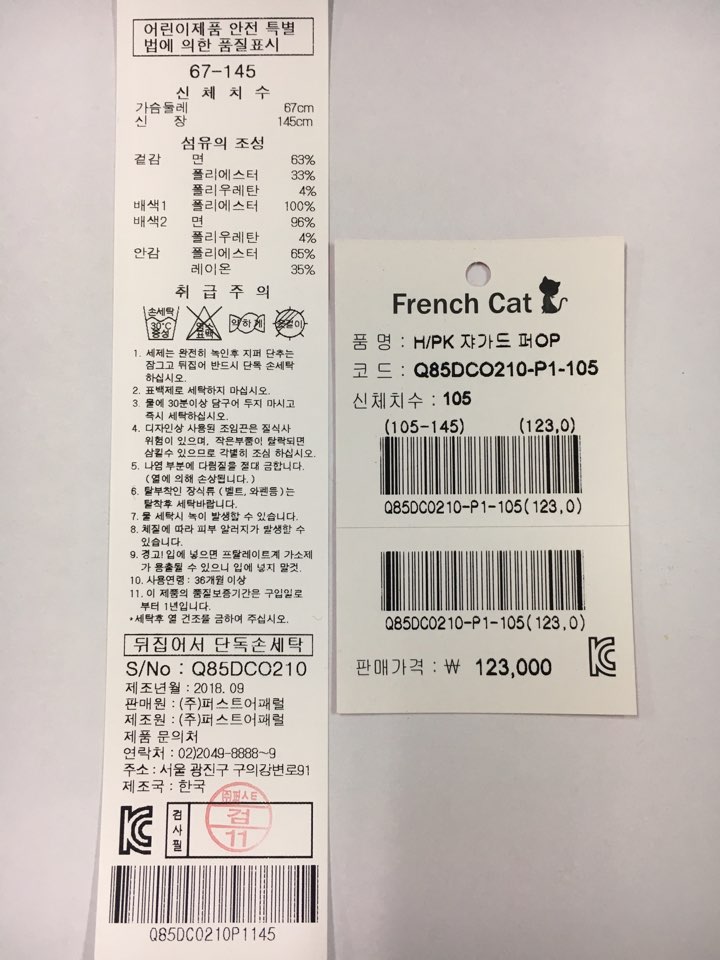 어린이제품 안전 특별
법에 의한 품질표시
67-145
신 체 치 수
가슴둘레 67cm
신 장 145cm
섬유의 조성
겉감 면 63%
폴리에스터 33%
폴리우레탄 4%
배색1 폴리에스터 100%
배색2 면 96%
폴리우레탄 4%
안감 폴리에스터 65%
레이온 35%
취 급 주 의
손세탁
30℃
중성
염소
표백
약하게
1. 세제는 완전히 녹인후 지퍼 단추는
잠그고 뒤집어 반드시 단독 손세탁
하십시오.
2. 표백제로 세탁하지 마십시오.
3. 물에 30분이상 담구어 두지 마시고
즉시 세탁하십시오.
4. 디자인상 사용된 조임끈은 질식사
위험이 있으며, 작은부품이 탈락되면
삼킬수 있으므로 각별히 조심 하십시오.
5. 나염 부분에 다림질을 절대 금합니다.
(열에 의해 손상됩니다.)
6. 탈부착인 장식류 (벨트, 와펜등)는
탈착후 세탁바랍니다.
7. 물 세탁시 녹이 발생할 수 있습니다.
8. 체질에 따라 피부 알러지가 발생할 수
있습니다.
9. 경고! 입에 넣으면 프탈레이트계 가소제
가 용출될 수 있으니 입에 넣지 말것.
10. 사용연령 : 36개월 이상
11. 이 제품의 품질보증기간은 구입일로
부터 1년입니다.
*세탁후 열 건조를 금하여 주십시오.
뒤집어서 단독손세탁
S/No : Q85DCO210
제조년월 : 2018. 09
판매원 : (주)퍼스트어패럴
제조원 : (주)퍼스트어패럴
제품 문의처
연락처 : 02)2049-8888~9
주소 : 서울 광진구 구의강변로91
제조국 : 한국
검사필
(주)퍼스트
검
11
Q85DCO210P1145
French Cat
품 명 : H/PK 쟈가드 퍼OP
코 드 : Q85DCO210-P1-105
신체치수 : 105
(105-145) (123,0)
Q85DCO210-P1-105(123,0)
Q85DCO210-P1-105(123,0)
판매가격 : ₩ 123,000